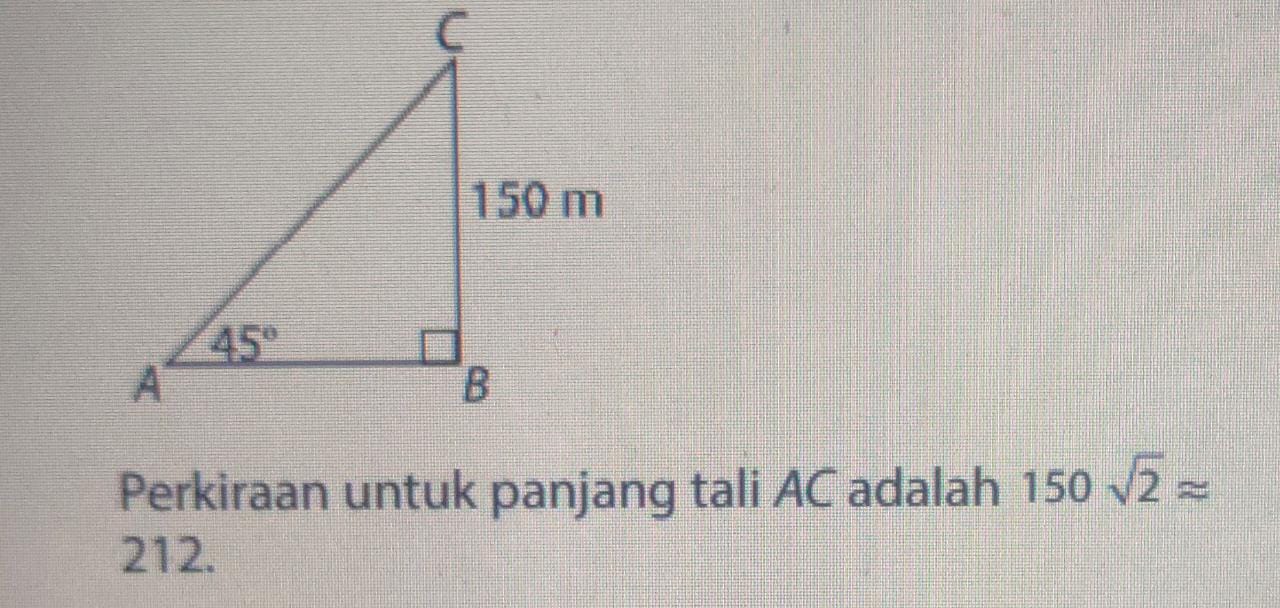 C
150 m
45°
A
B
Perkiraan untuk panjang tali AC adalah 150 √2 ≈
212.